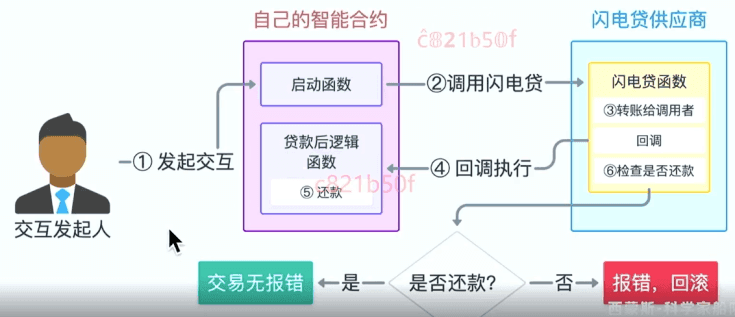 自己的智能合约
闪电贷供应商
c821b50f
启动函数
②调用闪电贷
闪电贷函数
③转账给调用者
回调
⑥检查是否还款
① 发起交互
贷款后逻辑
函数
⑤ 还款
④ 回调执行
c821b50f
交互发起人
交易无报错
是
是否还款?
否
报错，回滚
西蒙斯·科学家